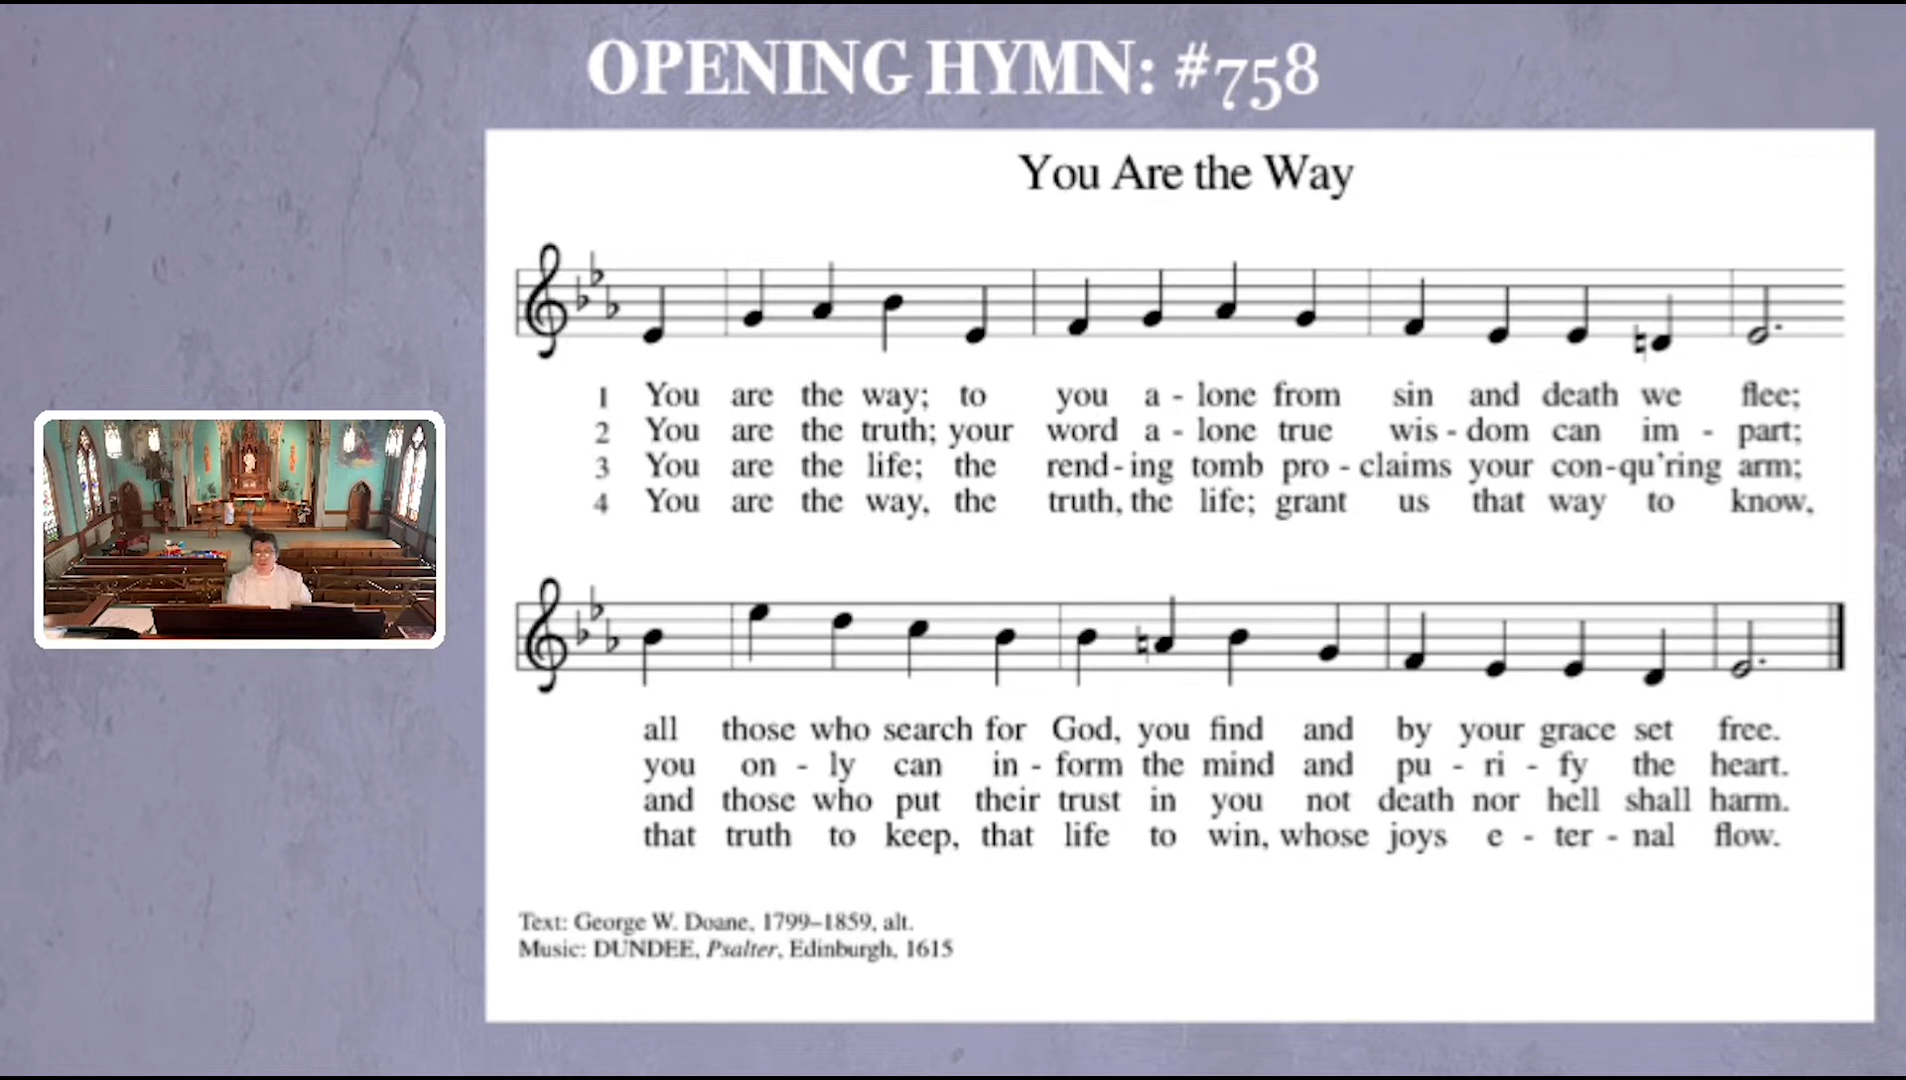 OPENING HYMN: #758
You Are the Way
1 You are the way; to you a - lone from sin and death we flee;
2 You are the truth; your word a - lone true wis - dom can im - part;
3 You are the life; the rend - ing tomb pro - claims your con - qu'ring arm;
4 You are the way, the truth, the life; grant us that way to know,
all those who search for God, you find and by your grace set free.
you on - ly can in - form the mind and pu - ri - fy the heart.
and those who put their trust in you not death nor hell shall harm.
that truth to keep, that life to win, whose joys e - ter - nal flow.
Text: George W. Doane, 1799–1859, alt.
Music: DUNDEE, Psalter, Edinburgh, 1615